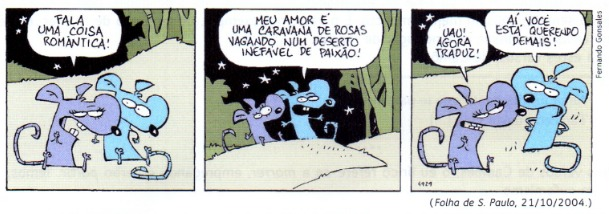 FALA
UMA COISA
ROMÂNTICA!
MEU AMOR É
UMA CARAVANA DE ROSAS
VAGANDO NUM DESERTO
INEFÁVEL DE PAIXÃO!
UAU!
AGORA
TRADUZ!
AÍ VOCÊ
ESTÁ QUERENDO
DEMAIS!
Fernando Gonsales
(Folha de S. Paulo, 21/10/2004.)